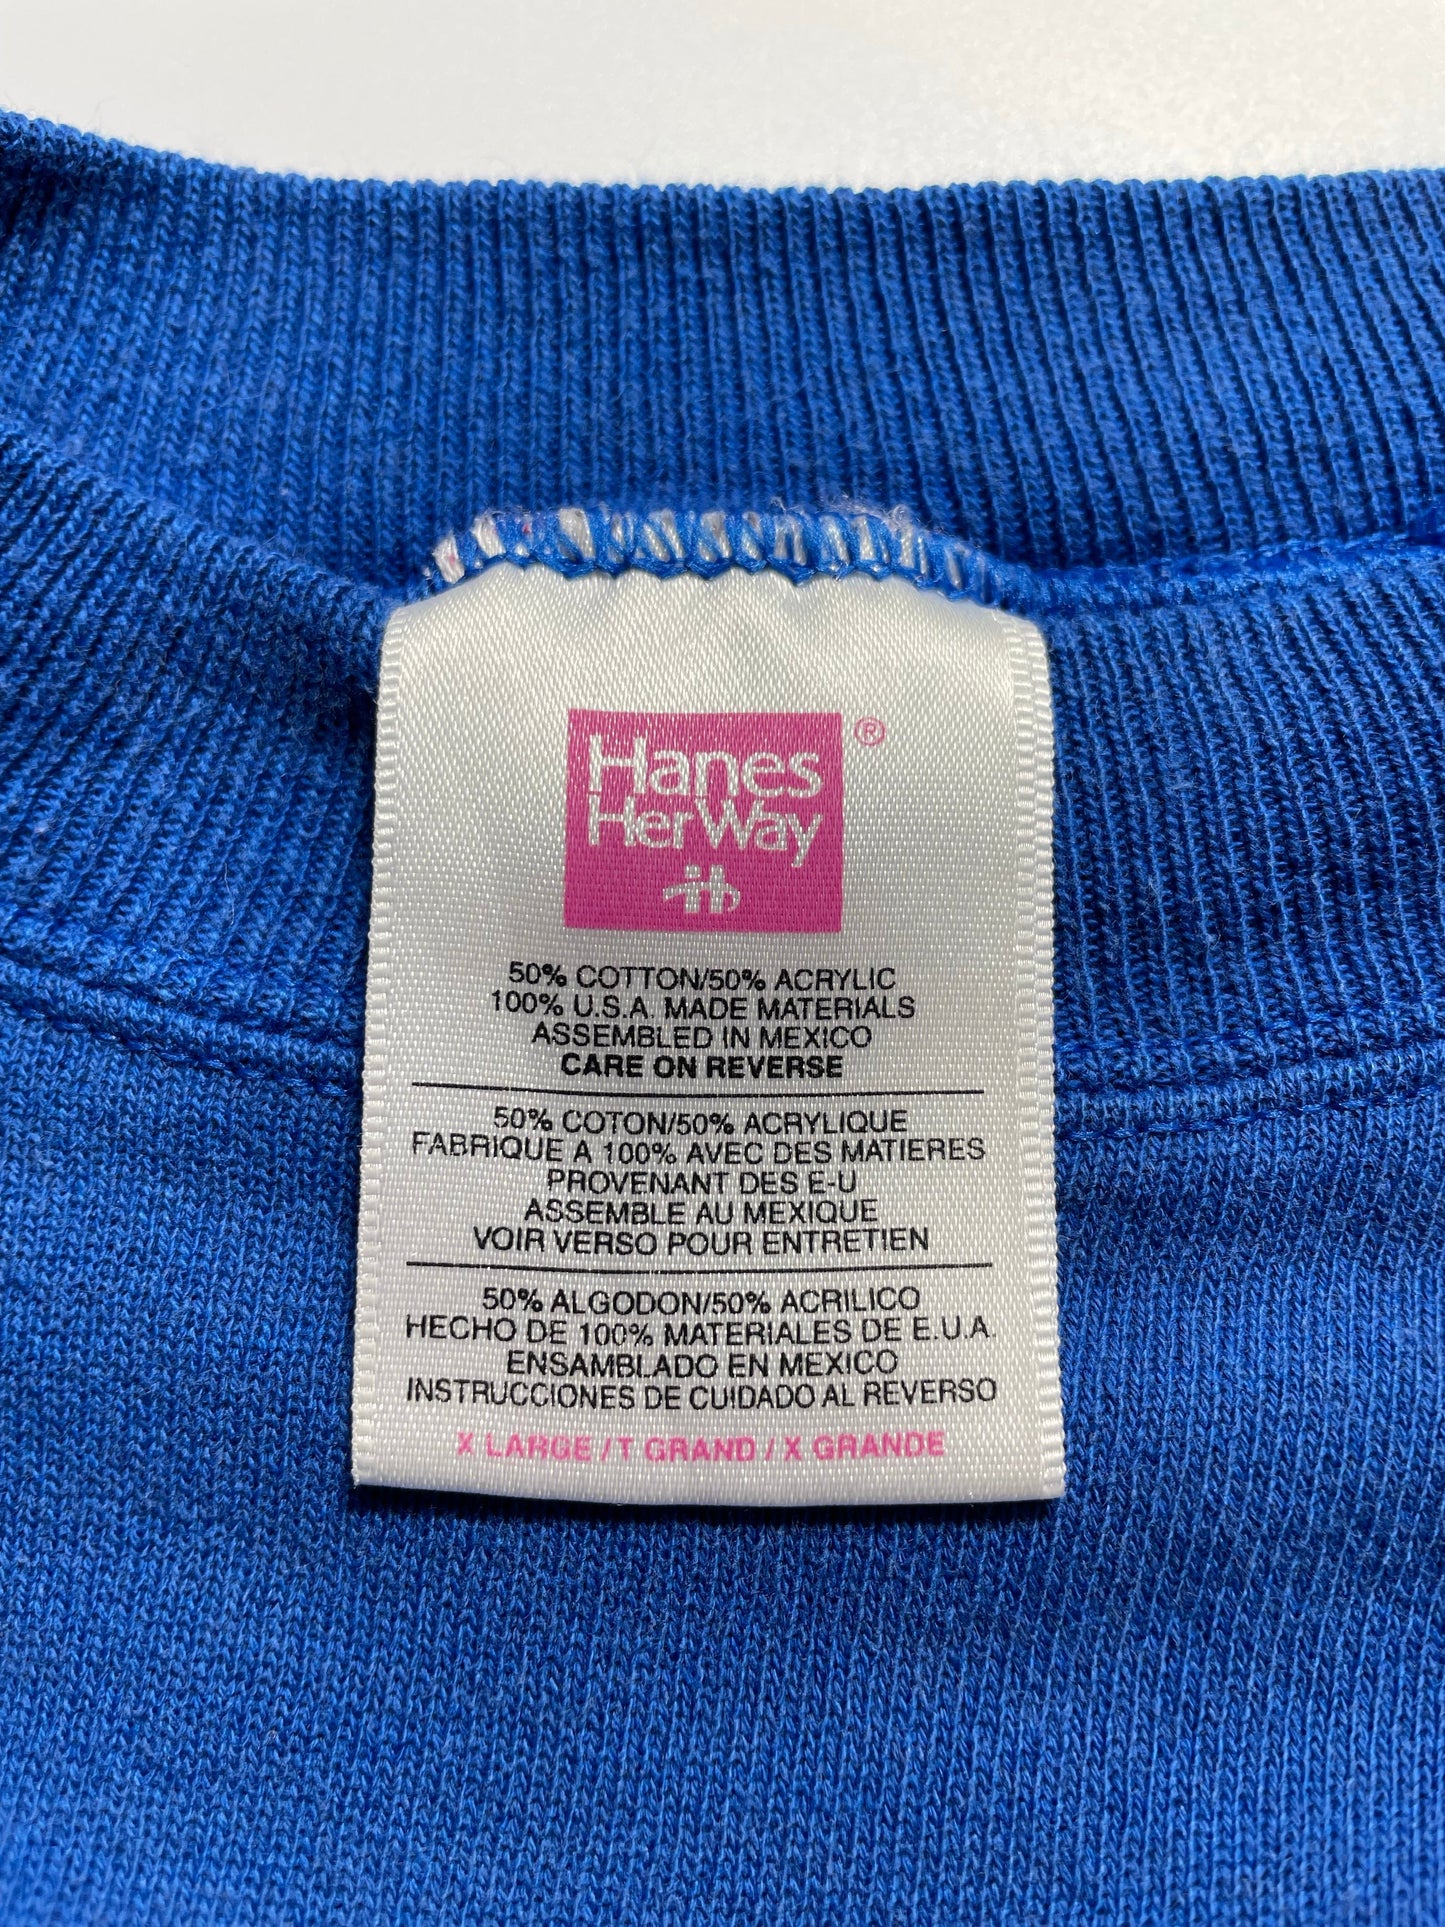 Hanes ®
HerWay
50% COTTON/50% ACRYLIC
100% U.S.A. MADE MATERIALS
ASSEMBLED IN MEXICO
CARE ON REVERSE
50% COTON/50% ACRYLIQUE
FABRIQUE A 100% AVEC DES MATIERES
PROVENANT DES E-U
ASSEMBLE AU MEXIQUE
VOIR VERSO POUR ENTRETIEN
50% ALGODON/50% ACRILICO
HECHO DE 100% MATERIALES DE E.U.A.
ENSAMBLADO EN MEXICO
INSTRUCCIONES DE CUIDADO AL REVERSO
X LARGE / T GRAND / X GRANDE